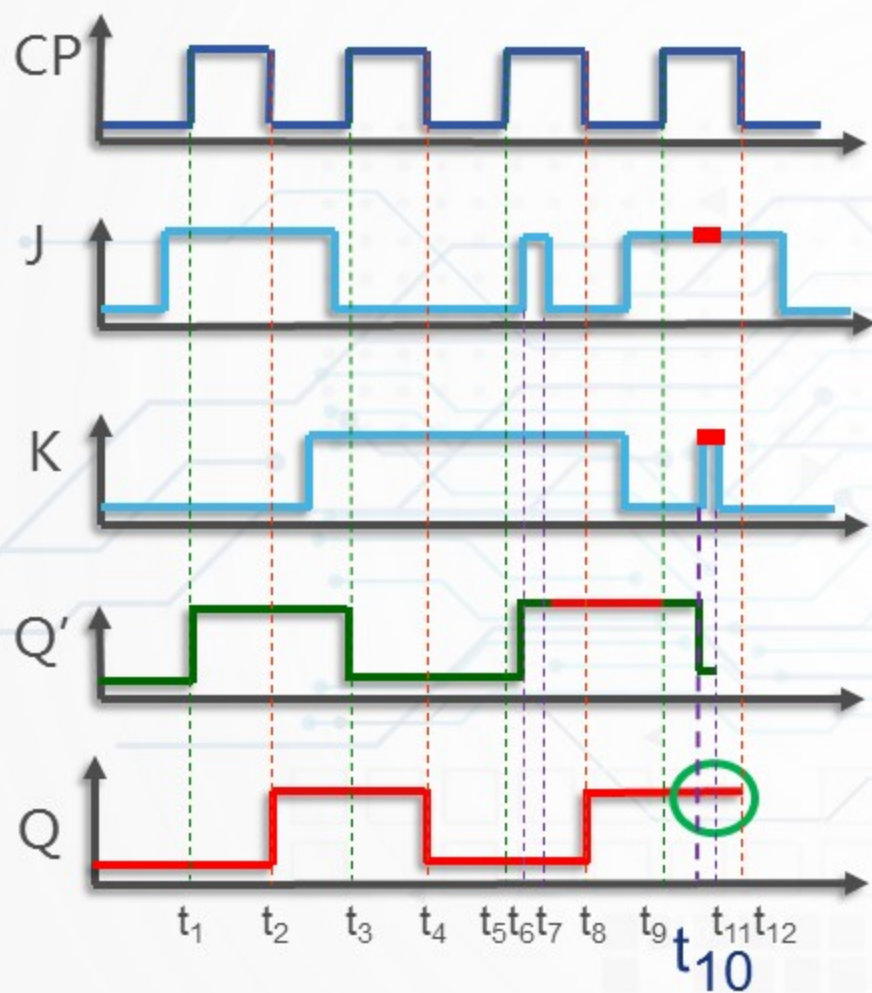 CP
J
K
Q′
Q
t₁ t₂ t₃ t₄ t₅ t₆ t₇ t₈ t₉ t₁₀ t₁₁ t₁₂